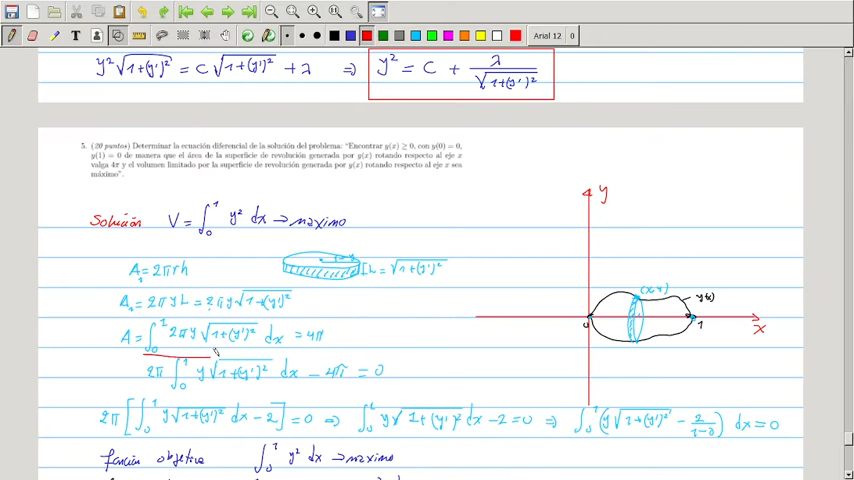 Arial 12 0
y²√1+(y')² = C√1+(y')² + λ ⇒ y² = C + λ/√1+(y')²
5. (20 puntos) Determinar la ecuación diferencial de la solución del problema: "Encontrar y(x) ≥ 0, con y(0) = 0,
y(1) = 0 de manera que el área de la superficie de revolución generada por y(x) rotando respecto al eje x
valga 4π y el volumen limitado por la superficie de revolución generada por y(x) rotando respecto al eje x sea
máximo".
y
Solución V = ∫₀¹ y² dx → máximo
A = 2πrh
L = √1+(y')²
(x,y)
y(x)
A = 2πyL = 2πy√1+(y')²
0
1
x
A = ∫₀¹ 2πy√1+(y')² dx = 4π
2π ∫₀¹ y√1+(y')² dx − 4π = 0
2π[∫₀¹ y√1+(y')² dx − 2] = 0 ⇒ ∫₀¹ y√1+(y')² dx − 2 = 0 ⇒ ∫₀¹ (y√1+(y')² − 2/(1−0)) dx = 0
función objetivo ∫₀¹ y² dx → máximo